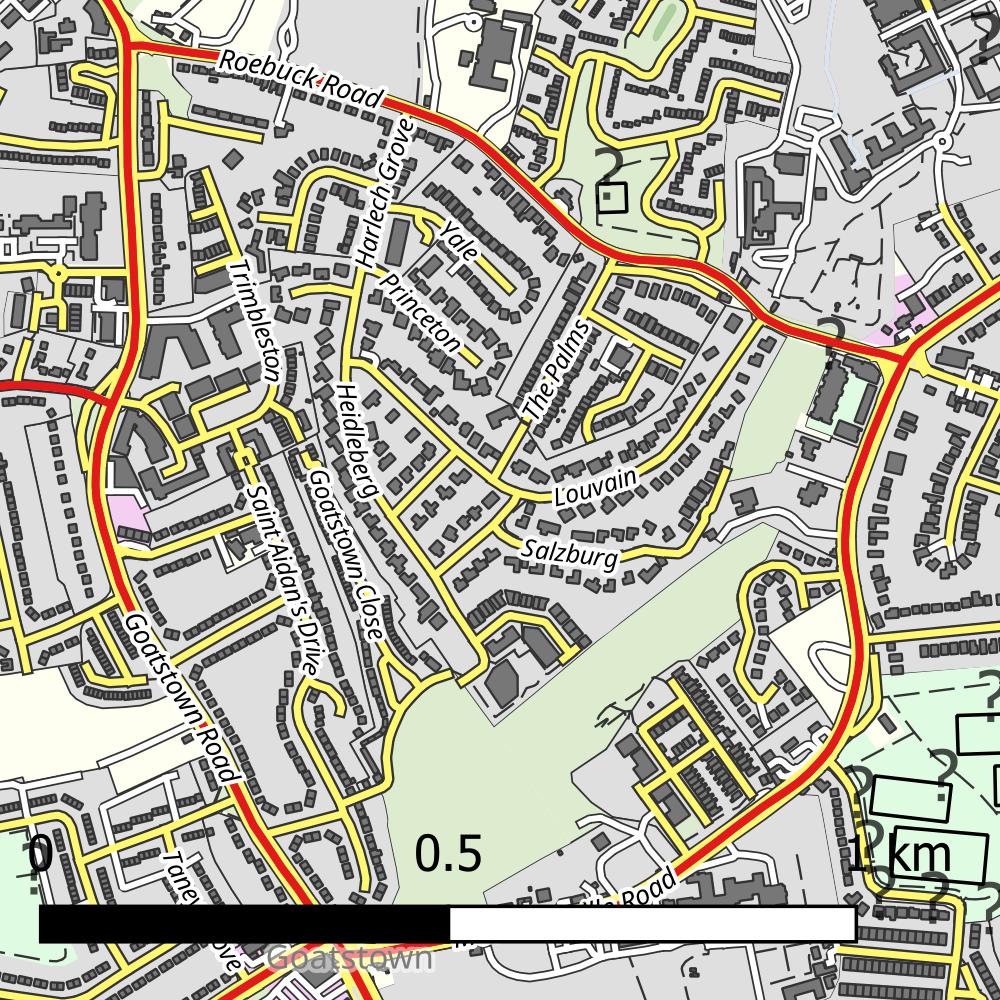 Roebuck Road
Harlech Grove
Yale
Trimbleston
Princeton
The Palms
Heidleberg
Louvain
Saint Aidan's Drive
Goatstown Close
Salzburg
Goatstown Road
0
0.5
1 km
Road
Goatstown